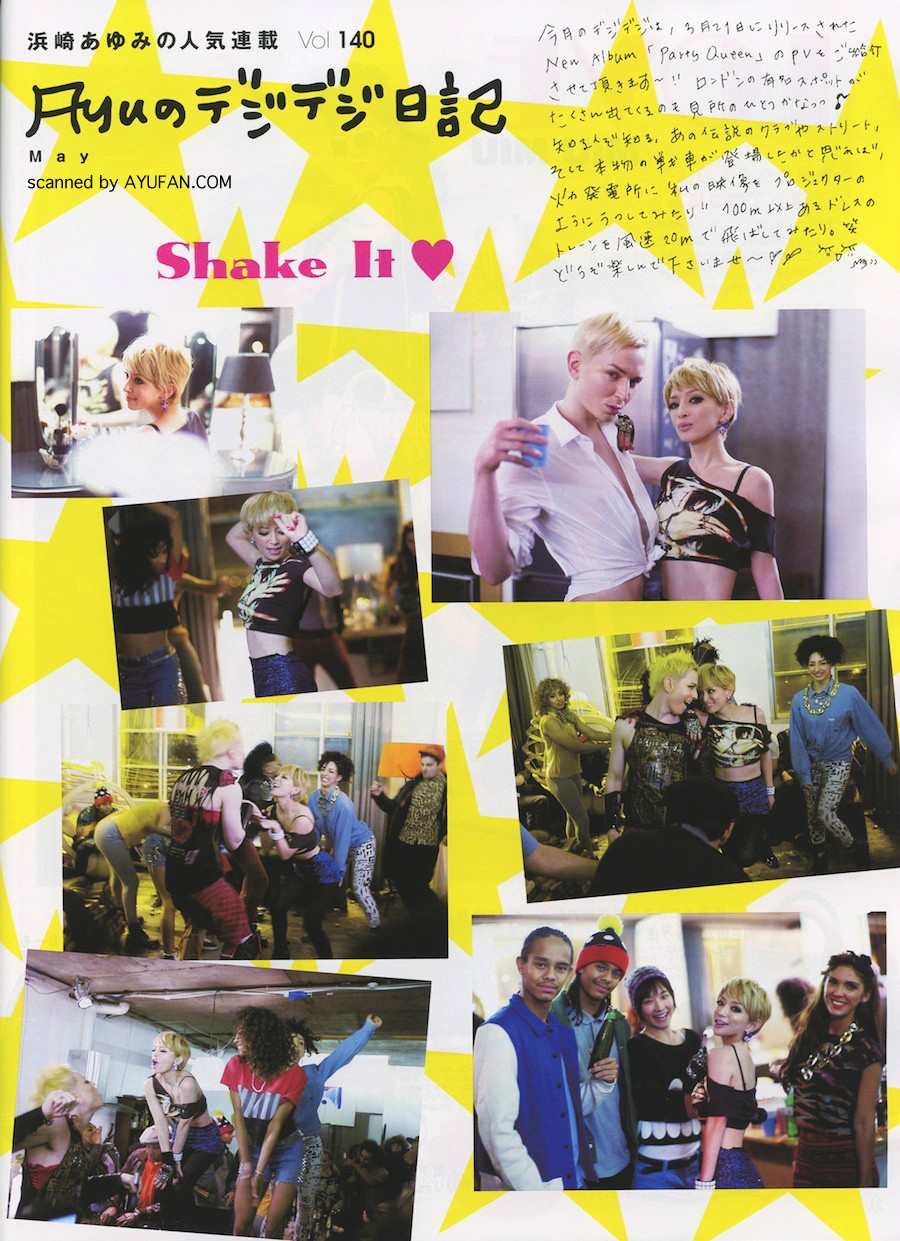 浜崎あゆみの人気連載 Vol 140
Ayuのデジデジ日記
May
scanned by AYUFAN.COM
今月のデジデジは、3月21日にリリースされた
New Album「Party Queen」のPVをご紹介
させて頂きまあ〜す!! ロンドンの有名スポットが
たくさん出てくるのも見所のひとつかなっっ♪
知る人ぞ知る、あの伝説のクラブやストリート、
そして本物の戦車が登場したかと思えば、
火力発電所に私の映像をプロジェクターの
ようにうつしてみたり!! 100m以上あるドレスの
トレーンを風速20mで飛ばしてみたり。笑
どうぞ楽しんで下さいませ〜♡♡
Shake It ♥